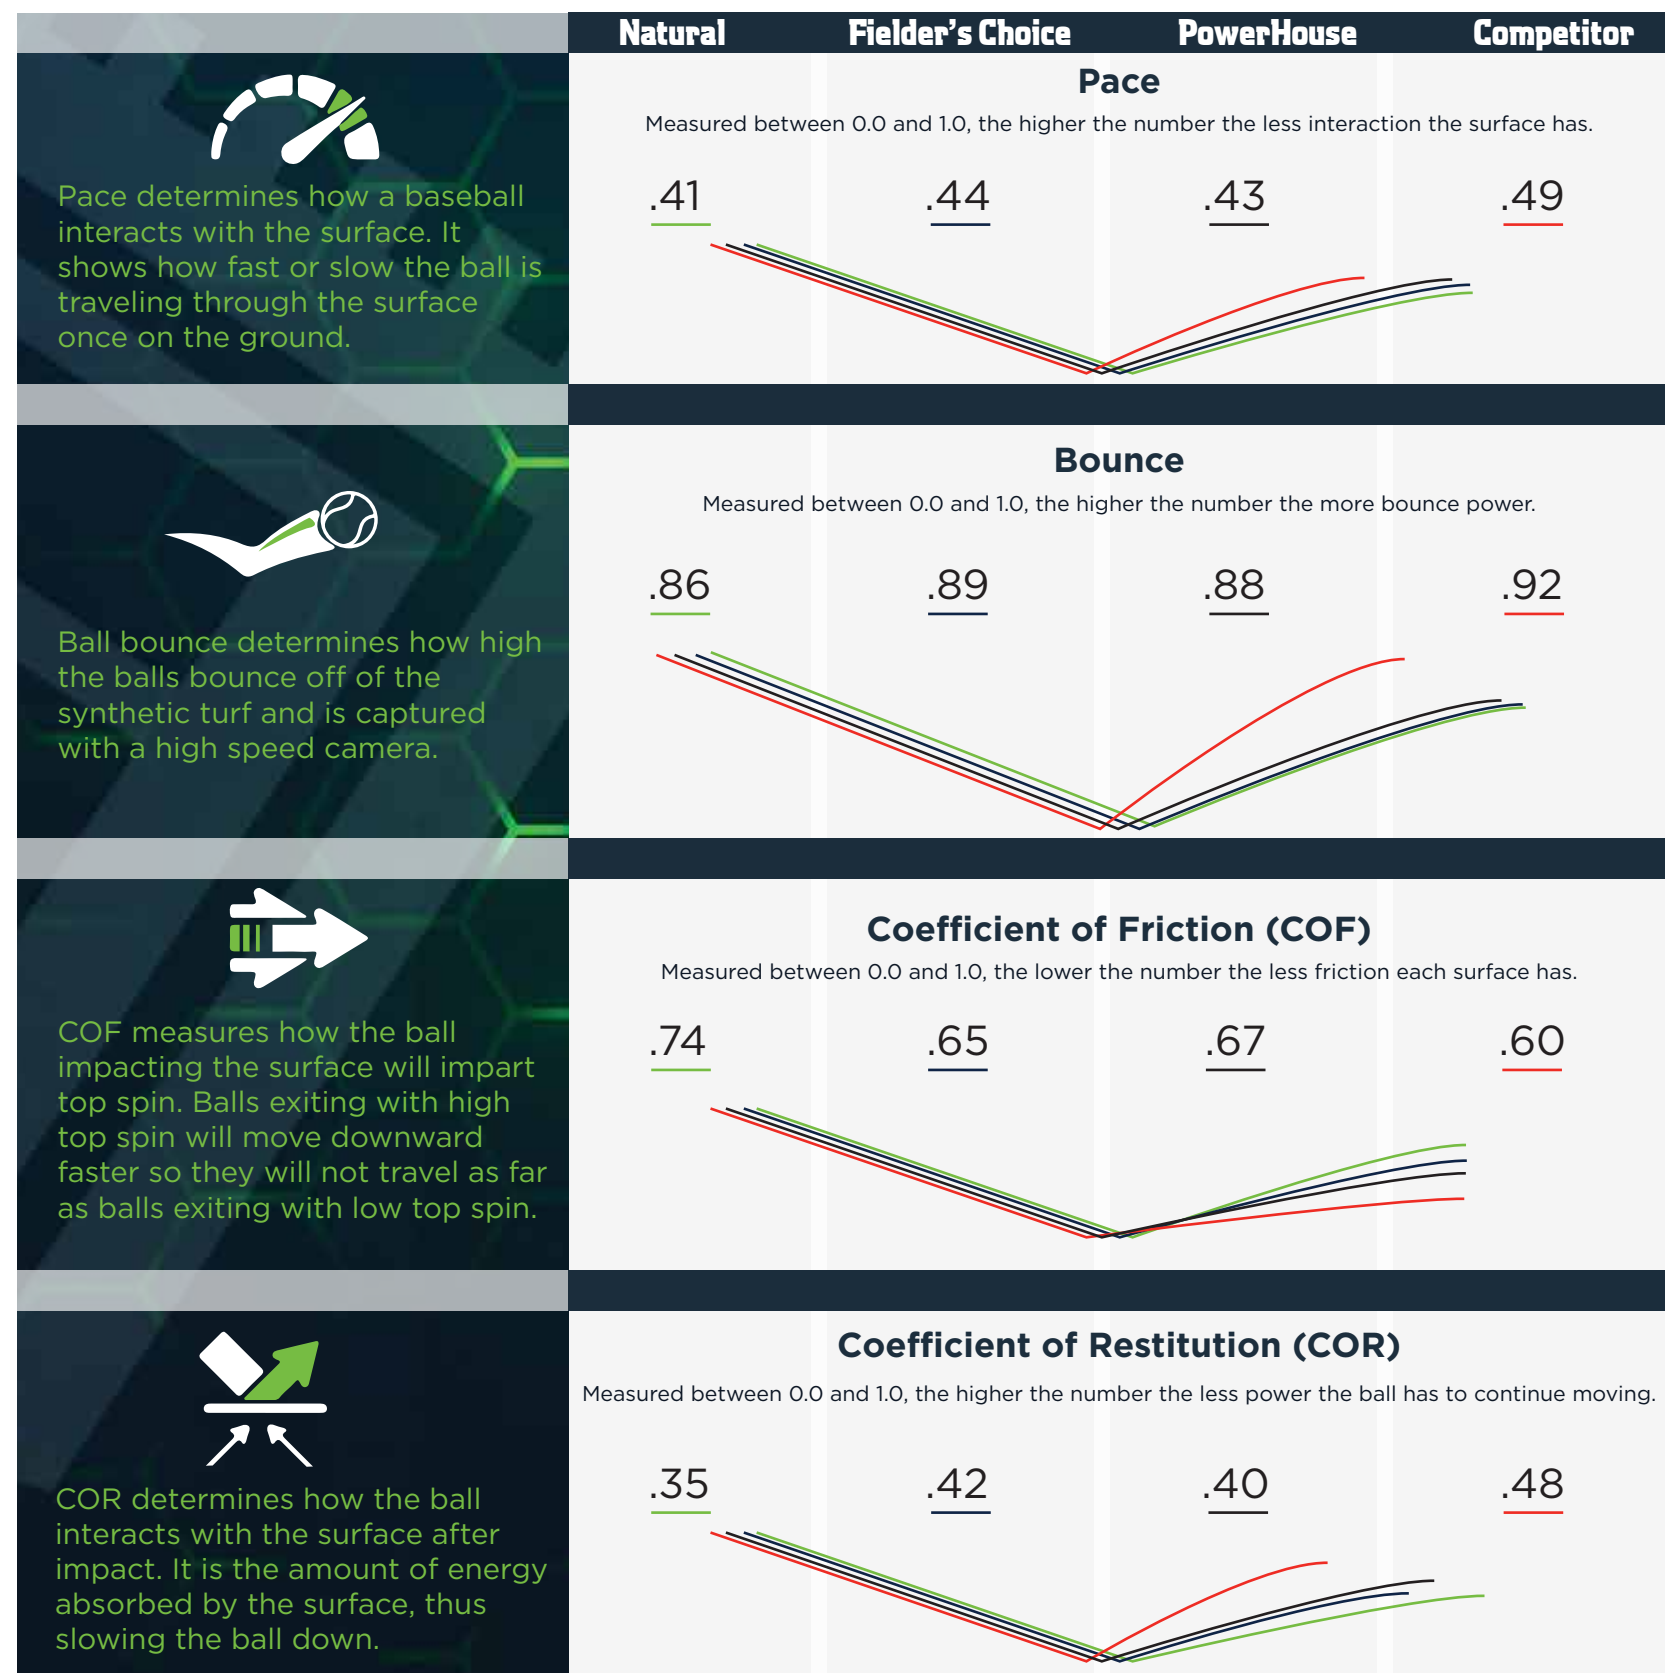 Natural Fielder's Choice PowerHouse Competitor
Pace determines how a baseball
interacts with the surface. It
shows how fast or slow the ball is
traveling through the surface
once on the ground.
Pace
Measured between 0.0 and 1.0, the higher the number the less interaction the surface has.
.41 .44 .43 .49
Ball bounce determines how high
the balls bounce off of the
synthetic turf and is captured
with a high speed camera.
Bounce
Measured between 0.0 and 1.0, the higher the number the more bounce power.
.86 .89 .88 .92
COF measures how the ball
impacting the surface will impart
top spin. Balls exiting with high
top spin will move downward
faster so they will not travel as far
as balls exiting with low top spin.
Coefficient of Friction (COF)
Measured between 0.0 and 1.0, the lower the number the less friction each surface has.
.74 .65 .67 .60
COR determines how the ball
interacts with the surface after
impact. It is the amount of energy
absorbed by the surface, thus
slowing the ball down.
Coefficient of Restitution (COR)
Measured between 0.0 and 1.0, the higher the number the less power the ball has to continue moving.
.35 .42 .40 .48